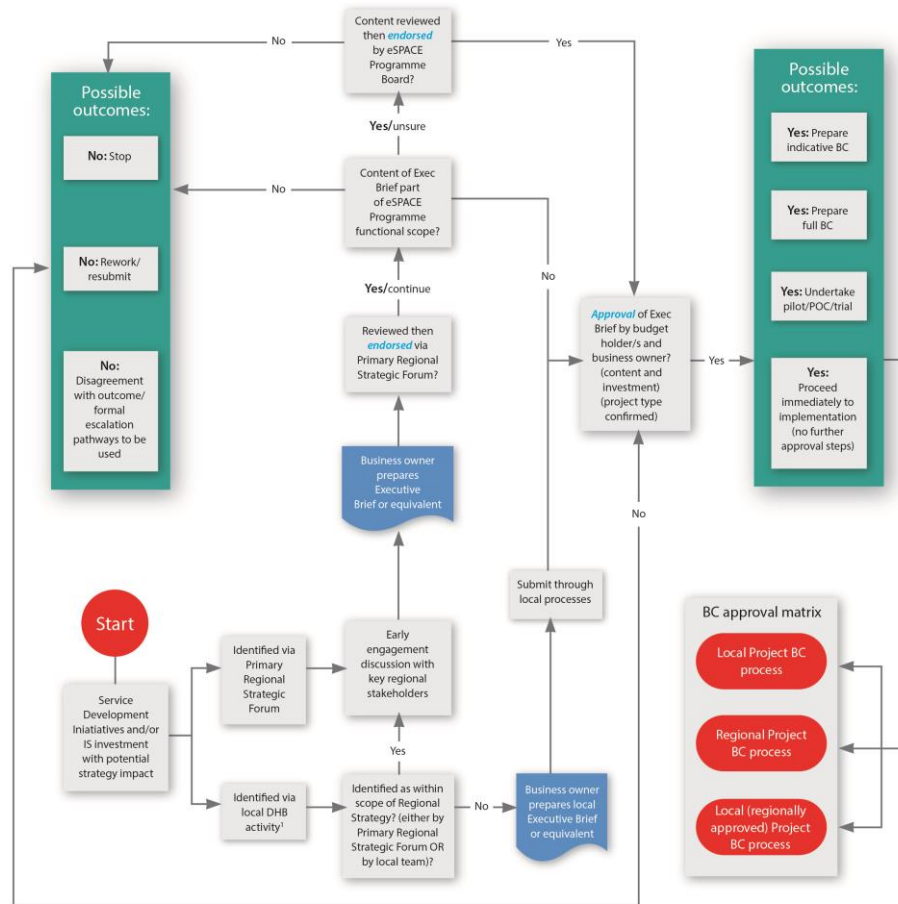 Content reviewed
then endorsed
by eSPACE
Programme
Board?
No
Yes
Possible
outcomes:
No: Stop
No: Rework/
resubmit
No:
Disagreement
with outcome/
formal
escalation
pathways to be
used
Yes/unsure
Content of Exec
Brief part
of eSPACE
Programme
functional scope?
No
No
Yes/continue
Reviewed then
endorsed via
Primary Regional
Strategic Forum?
Business owner
prepares
Executive
Brief or equivalent
Approval of Exec
Brief by budget
holder/s and
business owner?
(content and
investment)
(project type
confirmed)
Yes
No
Possible
outcomes:
Yes: Prepare
indicative BC
Yes: Prepare
full BC
Yes: Undertake
pilot/POC/trial
Yes:
Proceed
immediately to
implementation
(no further
approval steps)
Start
Service
Development
Iniatiatives and/or
IS investment
with potential
strategy impact
Identified via
Primary
Regional
Strategic
Forum
Early
engagement
discussion with
key regional
stakeholders
Submit through
local processes
Yes
Identified via
local DHB
activity¹
Identified as within
scope of Regional
Strategy? (either by
Primary Regional
Strategic Forum OR
by local team)?
No
Business owner
prepares local
Executive Brief
or equivalent
BC approval matrix
Local Project BC
process
Regional Project
BC process
Local (regionally
approved) Project
BC process